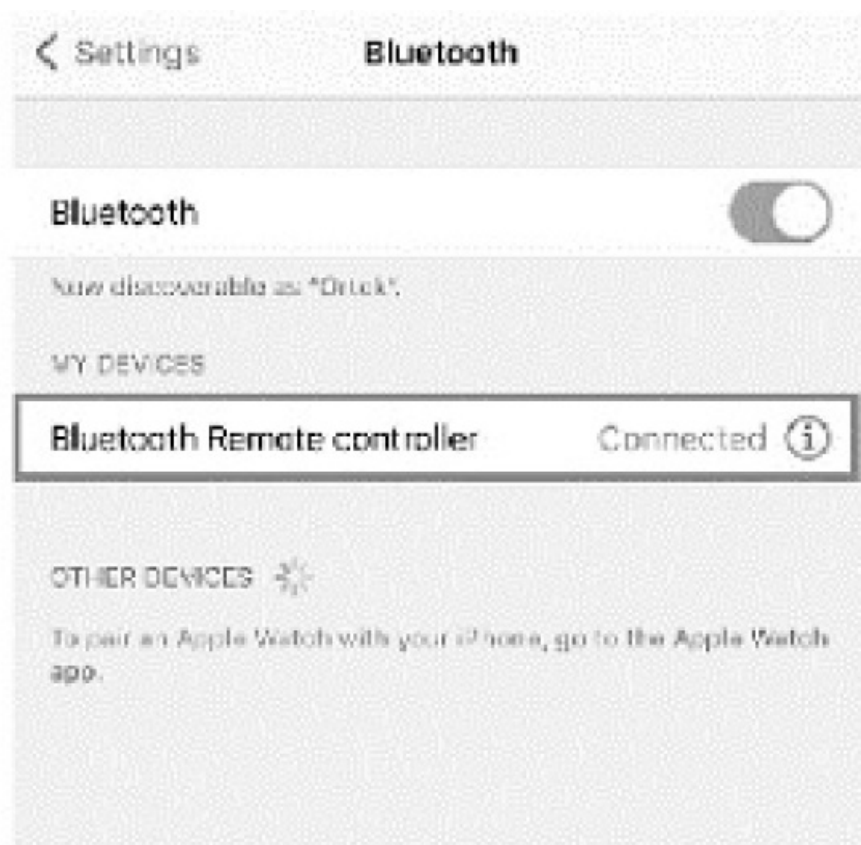 Settings
Bluetooth
Bluetooth
Now discoverable as
MY DEVICES
Bluetooth Remote controller
Connected
OTHER DEVICES
To pair an Apple Watch with your iPhone, go to the Apple Watch
app.